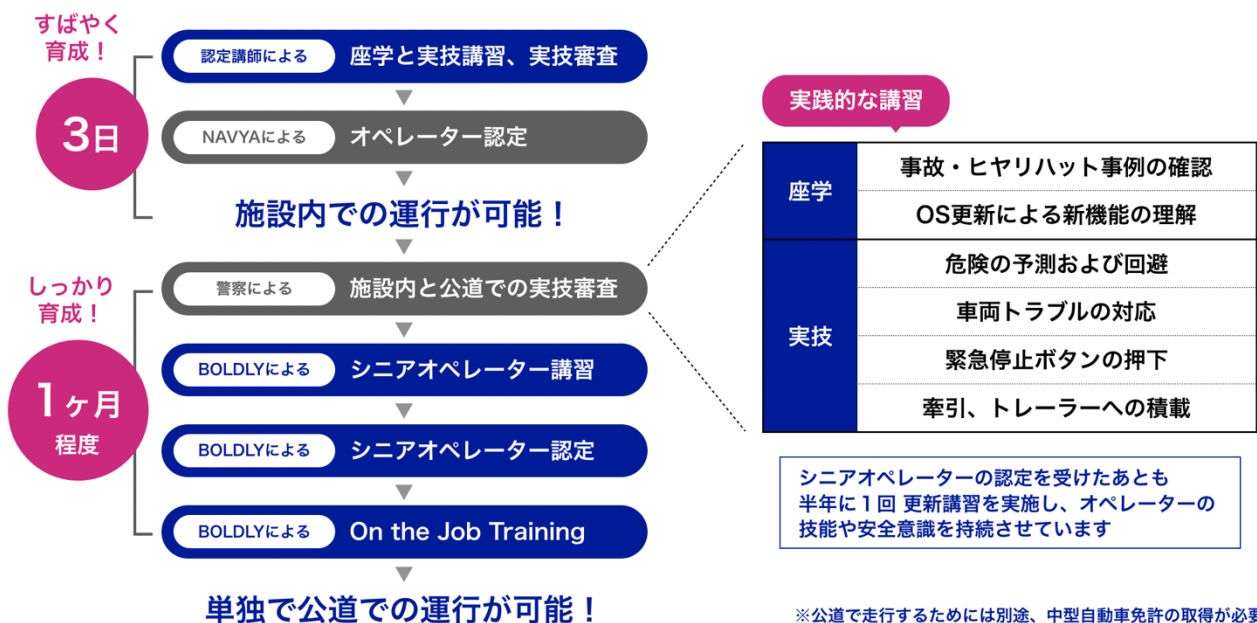 すばやく
育成！
3日
認定講師による 座学と実技講習、実技審査
NAVYAによる オペレーター認定
施設内での運行が可能！
しっかり
育成！
1ヶ月
程度
警察による 施設内と公道での実技審査
BOLDLYによる シニアオペレーター講習
BOLDLYによる シニアオペレーター認定
BOLDLYによる On the Job Training
単独で公道での運行が可能！
実践的な講習
座学
事故・ヒヤリハット事例の確認
OS更新による新機能の理解
実技
危険の予測および回避
車両トラブルの対応
緊急停止ボタンの押下
牽引、トレーラーへの積載
シニアオペレーターの認定を受けたあとも
半年に1回 更新講習を実施し、オペレーターの
技能や安全意識を持続させています
※公道で走行するためには別途、中型自動車免許の取得が必要